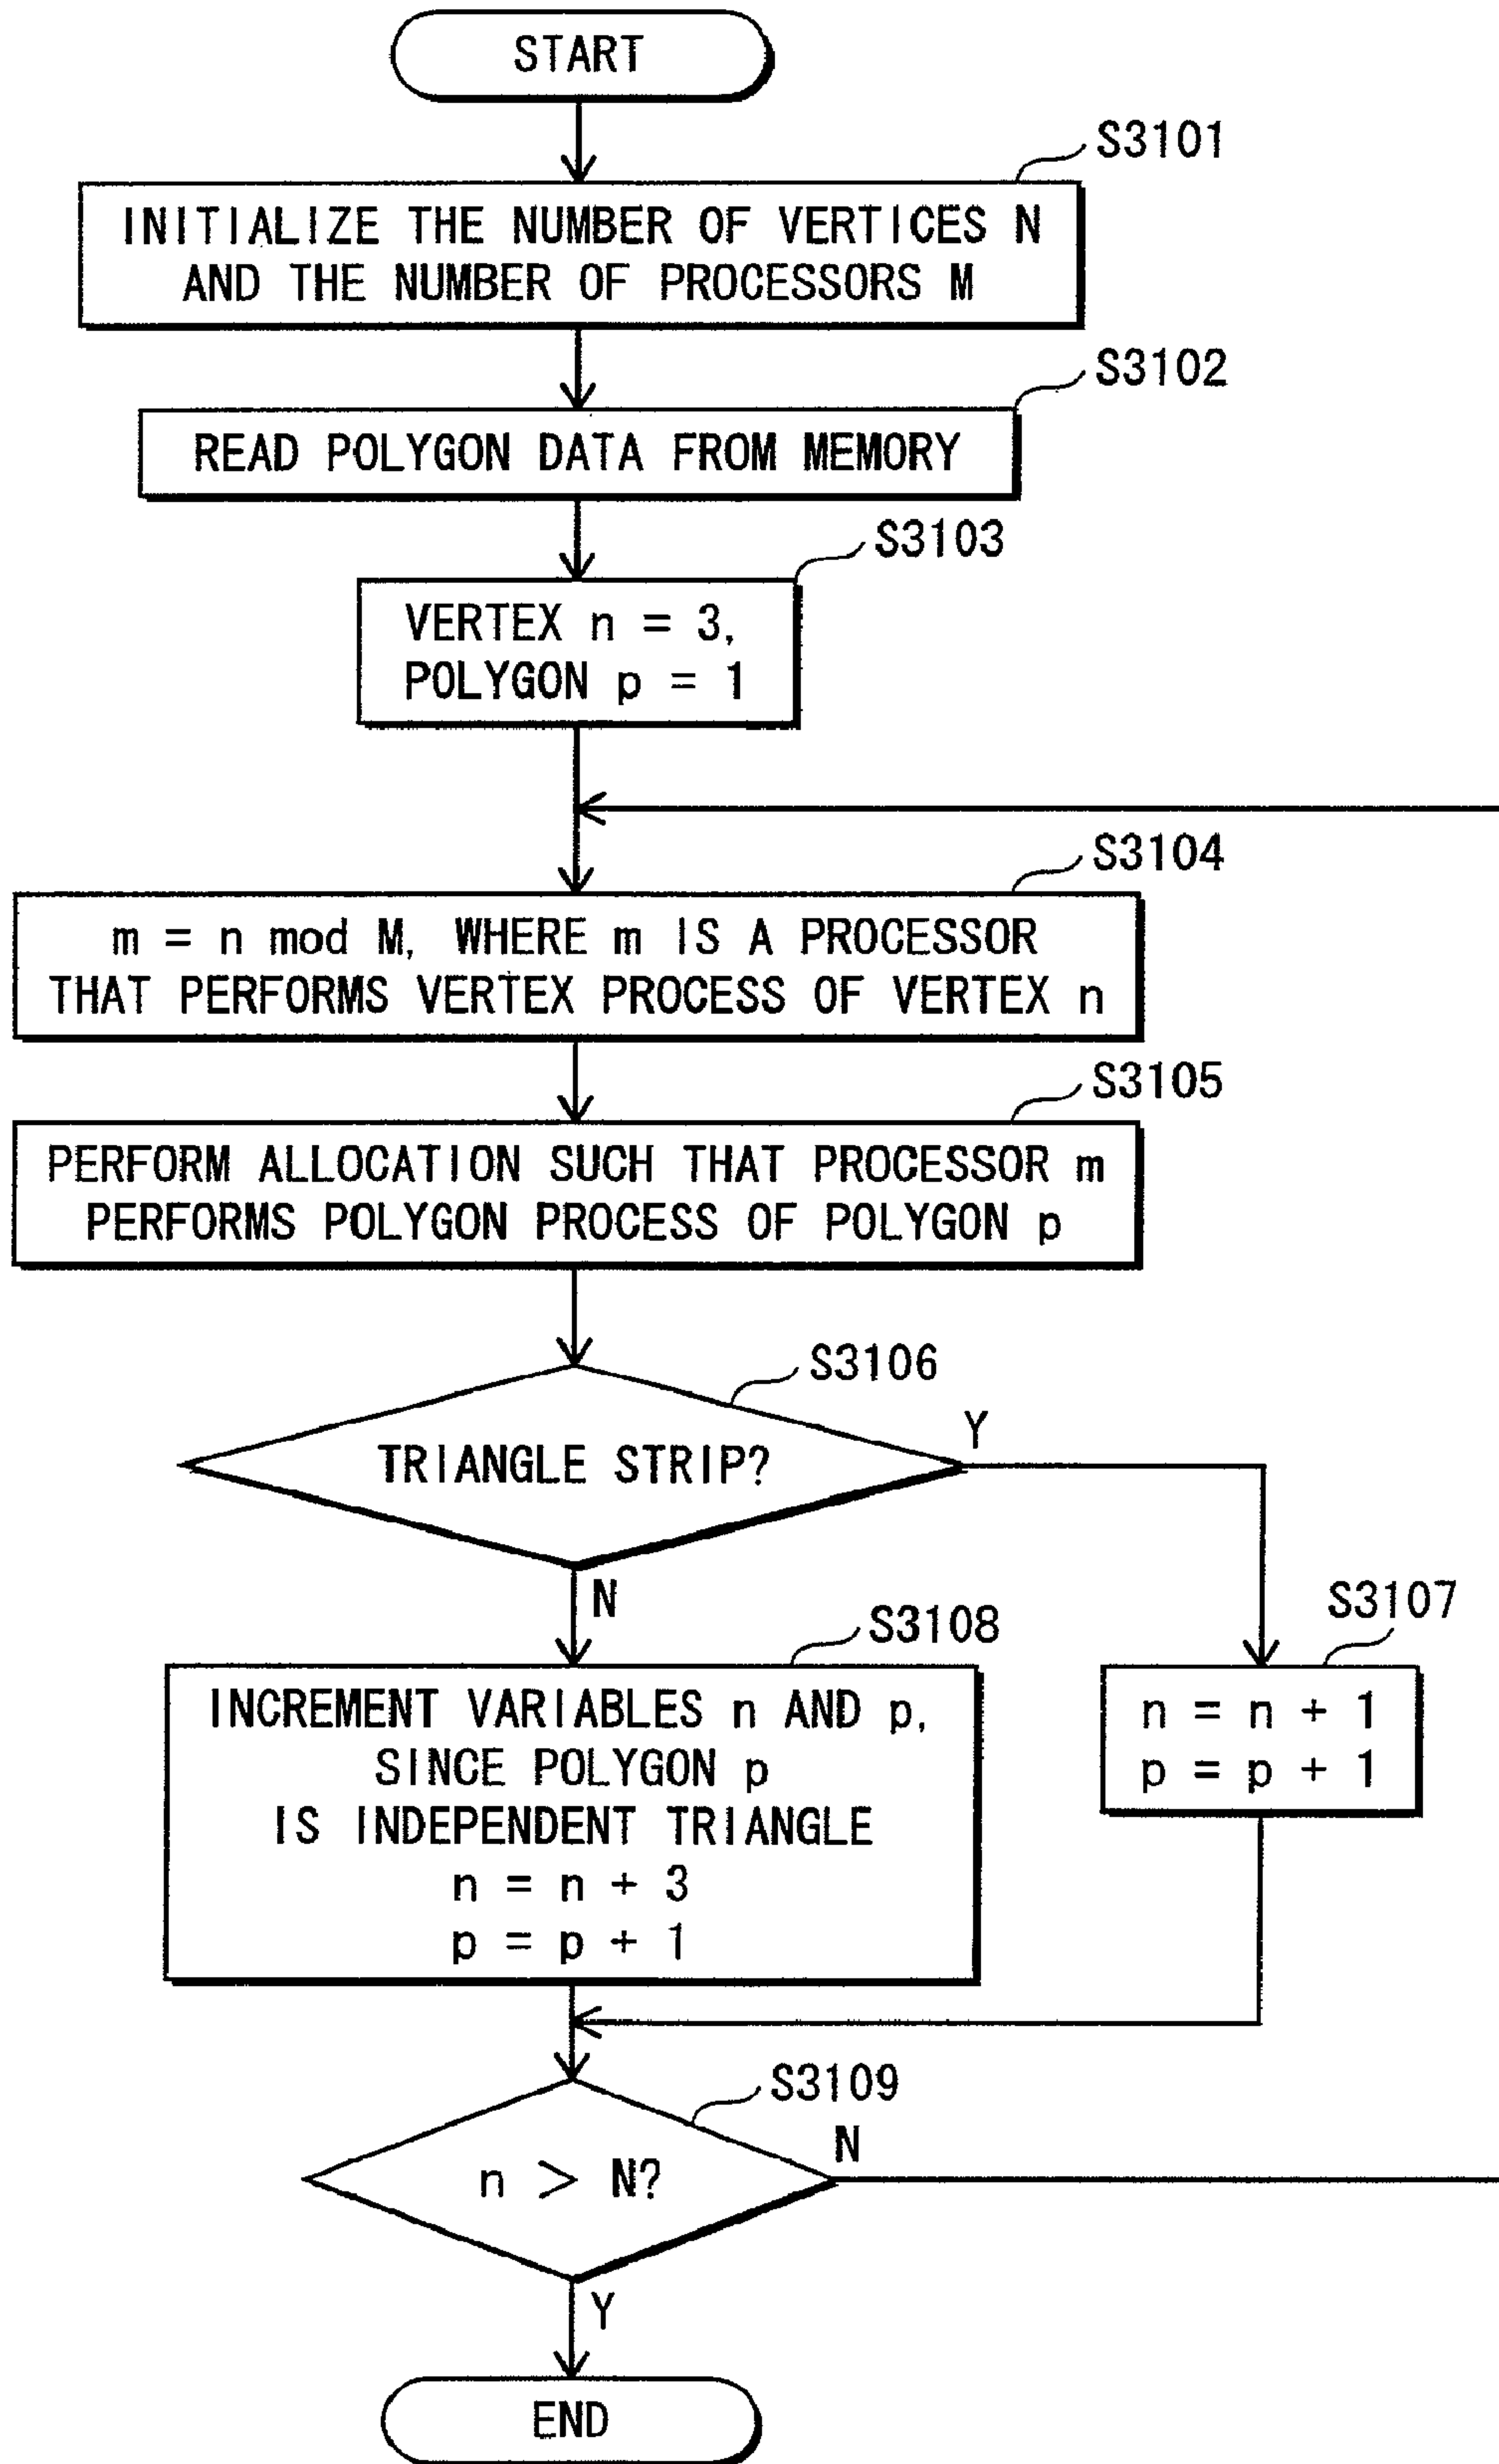 START
S3101
INITIALIZE THE NUMBER OF VERTICES N
AND THE NUMBER OF PROCESSORS M
S3102
READ POLYGON DATA FROM MEMORY
S3103
VERTEX n = 3,
POLYGON p = 1
S3104
m = n mod M, WHERE m IS A PROCESSOR
THAT PERFORMS VERTEX PROCESS OF VERTEX n
S3105
PERFORM ALLOCATION SUCH THAT PROCESSOR m
PERFORMS POLYGON PROCESS OF POLYGON p
S3106
TRIANGLE STRIP?
Y
N
S3107
n = n + 1
p = p + 1
S3108
INCREMENT VARIABLES n AND p,
SINCE POLYGON p
IS INDEPENDENT TRIANGLE
n = n + 3
p = p + 1
S3109
n > N?
N
Y
END